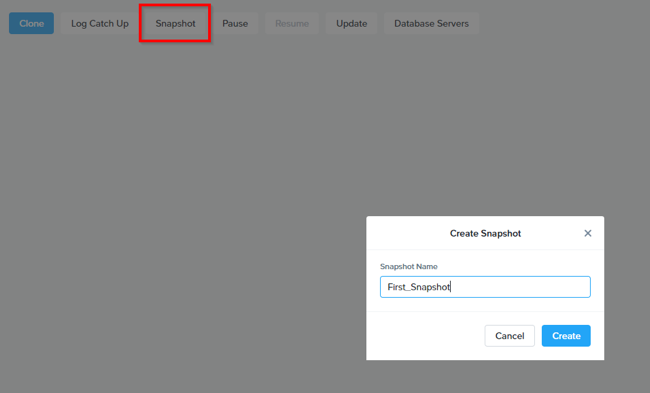 Clone Log Catch Up Snapshot Pause Resume Update Database Servers
Create Snapshot
Snapshot Name
First_Snapshot
Cancel Create